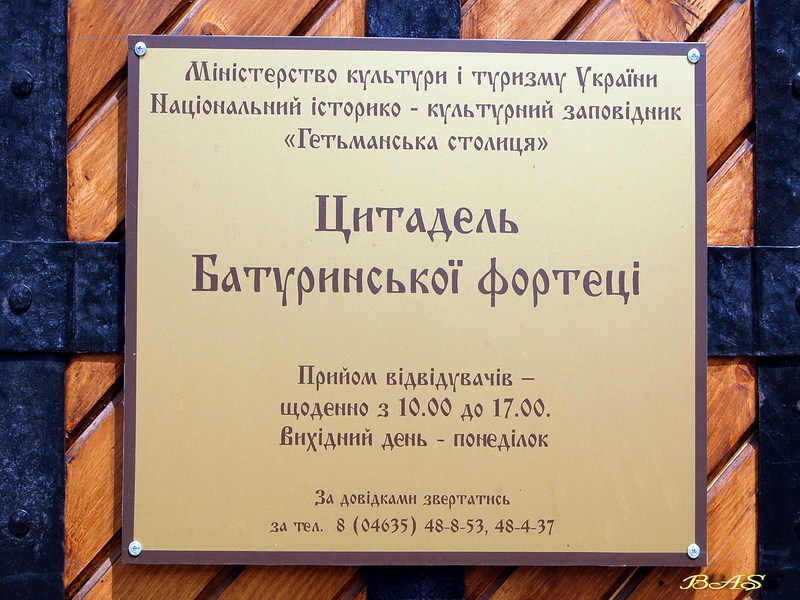 Міністерство культури і туризму України
Національний історико - культурний заповідник
«Гетьманська столиця»
Цитадель
Батуринської фортеці
Прийом відвідувачів –
щоденно з 10.00 до 17.00.
Вихідний день - понеділок
За довідками звертатись
за тел. 8 (04635) 48-8-53, 48-4-37
BAS